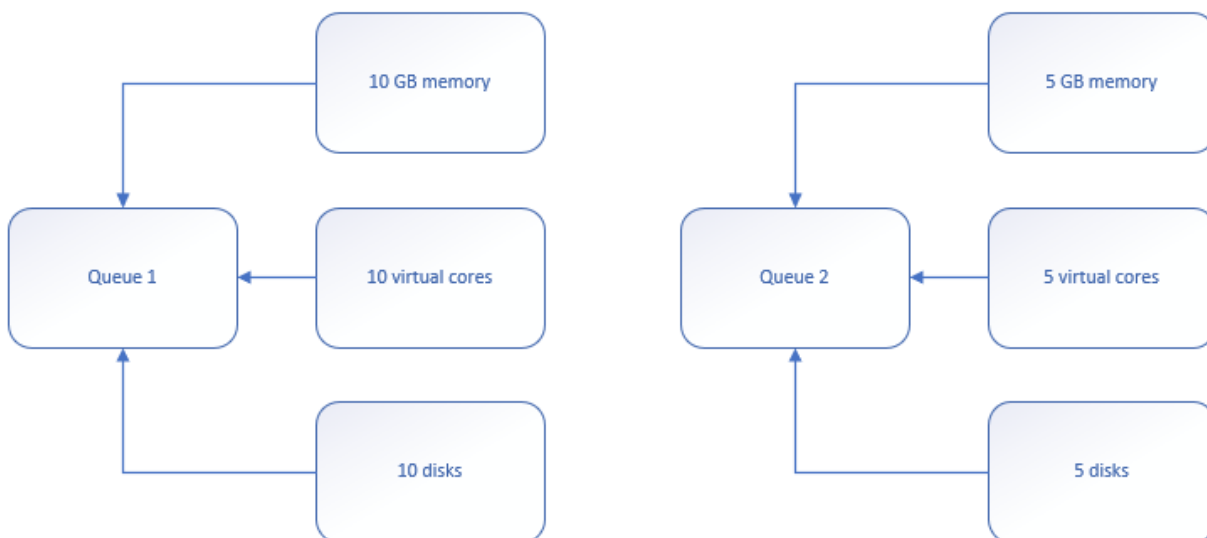 10 GB memory
5 GB memory
Queue 1
10 virtual cores
Queue 2
5 virtual cores
10 disks
5 disks